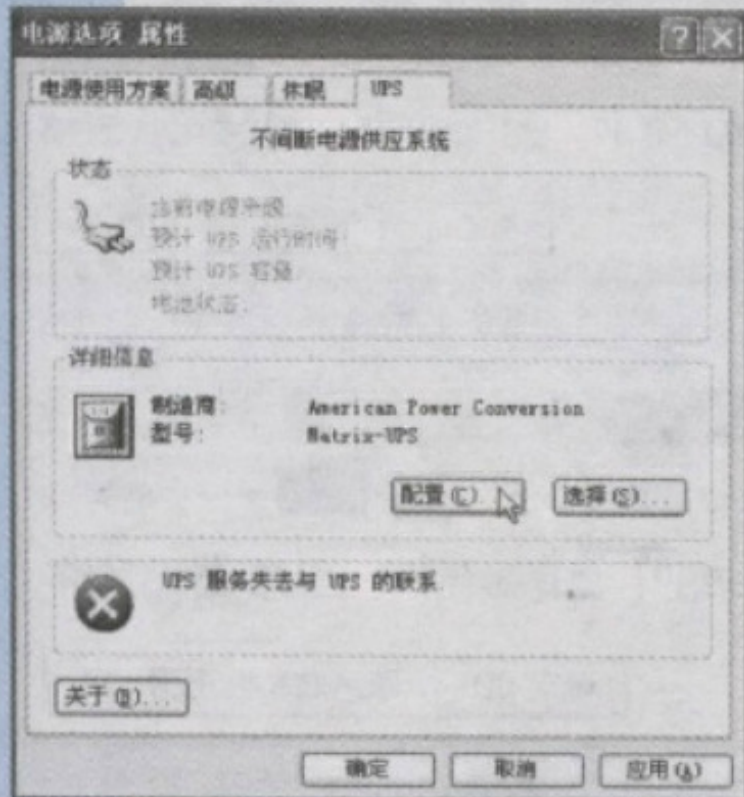 电源选项 属性
电源使用方案 高级 休眠 UPS
不间断电源供应系统
状态
当前电源来源:
预计 UPS 运行时间:
预计 UPS 容量:
电池状态:
详细信息
制造商: American Power Conversion
型号: Matrix-UPS
配置(C)... 选择(S)...
UPS 服务失去与 UPS 的联系.
关于(B)...
确定 取消 应用(A)